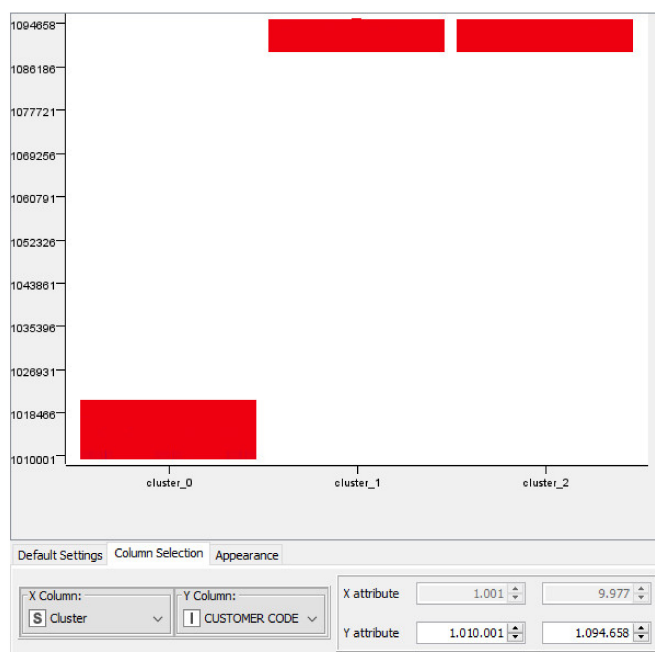 1094658
1086186
1077721
1069256
1060791
1052326
1043861
1035396
1026931
1018466
1010001
cluster_0 cluster_1 cluster_2
Default Settings Column Selection Appearance
X Column: Y Column:
S Cluster I CUSTOMER CODE
X attribute 1.001 9.977
Y attribute 1.010.001 1.094.658